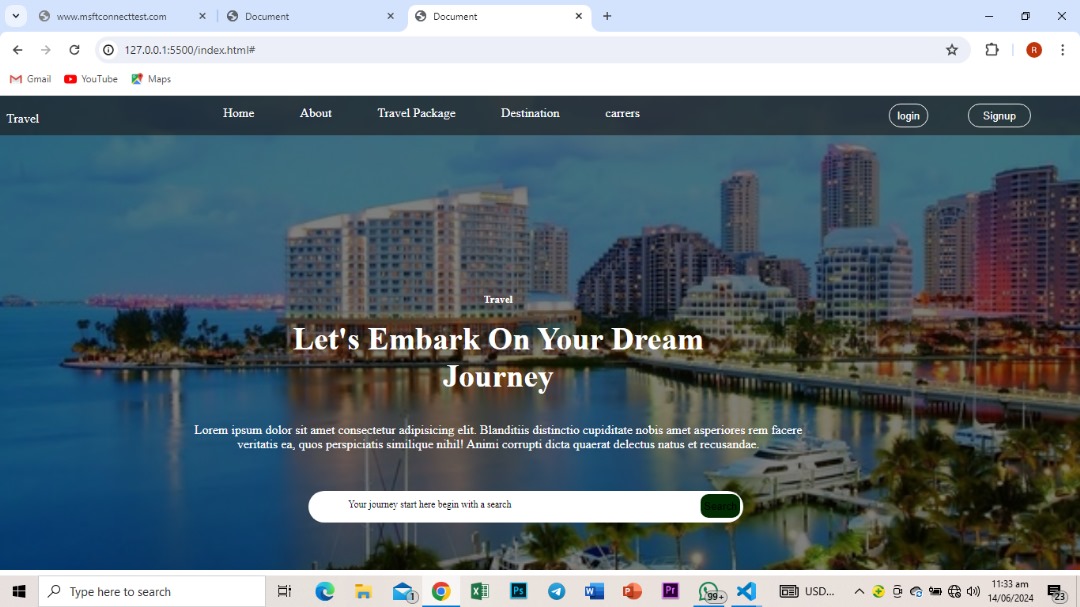 www.msftconnecttest.com
Document
Document
127.0.0.1:5500/index.html#
R
Gmail
YouTube
Maps
Travel
Home
About
Travel Package
Destination
carrers
login
Signup
Travel
Let's Embark On Your Dream
Journey
Lorem ipsum dolor sit amet consectetur adipisicing elit. Blanditiis distinctio cupiditate nobis amet asperiores rem facere
veritatis ea, quos perspiciatis similique nihil! Animi corrupti dicta quaerat delectus natus et recusandae.
Your journey start here begin with a search
Search
Type here to search
1
Ps
Pr
99+
USD...
11:33 am
14/06/2024
23